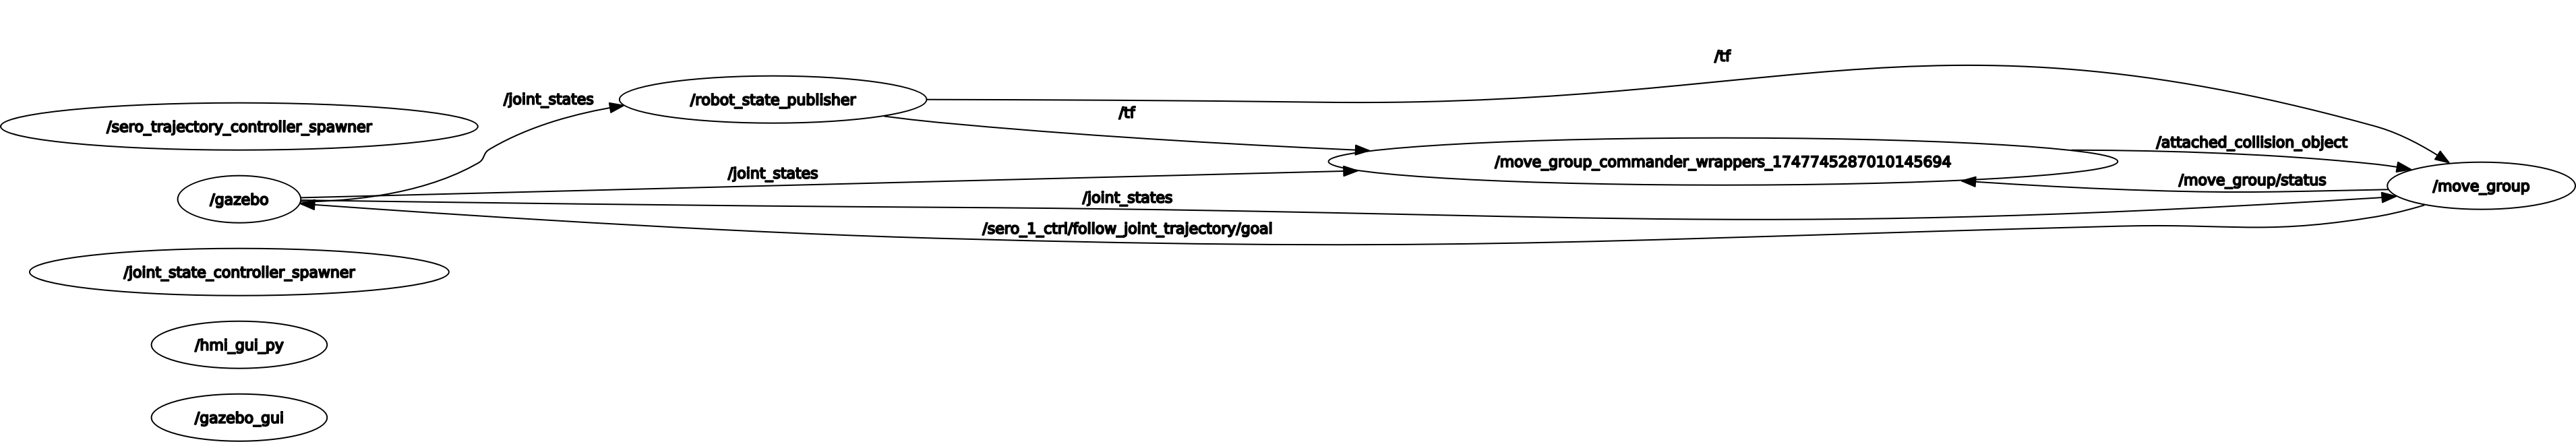 /tf
/joint_states
/robot_state_publisher
/tf
/sero_trajectory_controller_spawner
/attached_collision_object
/move_group_commander_wrappers_1747745287010145694
/joint_states
/move_group/status
/move_group
/gazebo
/joint_states
/sero_1_ctrl/follow_joint_trajectory/goal
/joint_state_controller_spawner
/hmi_gui_py
/gazebo_gui